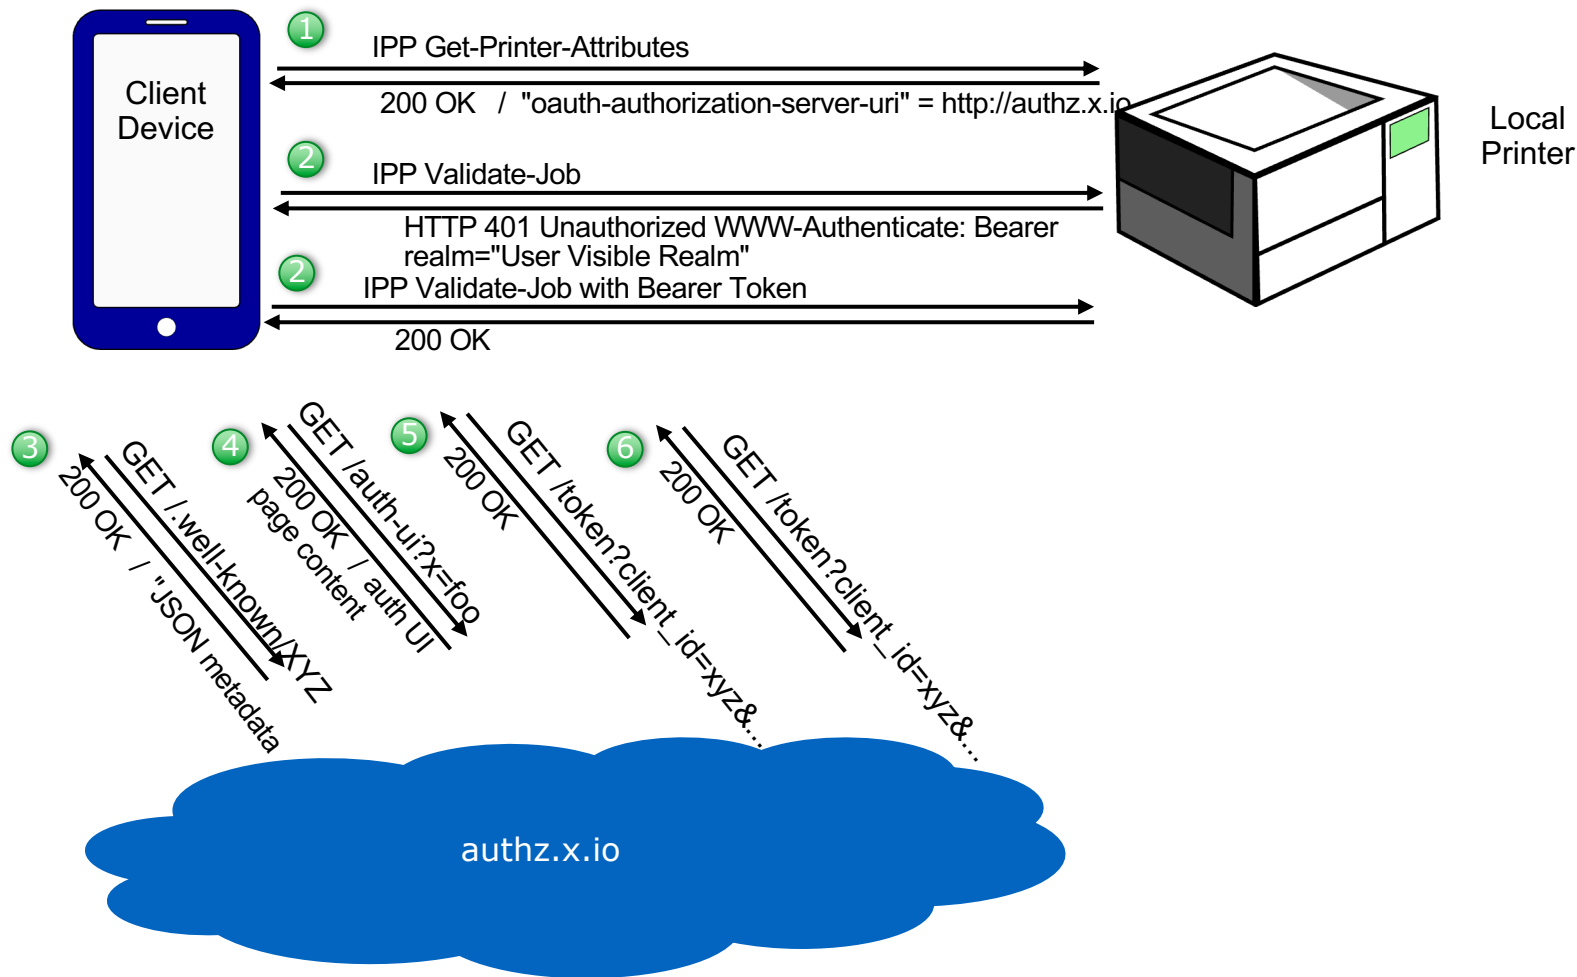 1
IPP Get-Printer-Attributes
200 OK / "oauth-authorization-server-uri" = http://authz.x.io
Client
Device
Local
Printer
2
IPP Validate-Job
HTTP 401 Unauthorized WWW-Authenticate: Bearer
realm="User Visible Realm"
2
IPP Validate-Job with Bearer Token
200 OK
3
GET /.well-known/XYZ
200 OK / "JSON metadata
4
GET /auth-ui?x=foo
200 OK / auth UI
page content
5
GET /token?client_id=xyz&...
200 OK
6
GET /token?client_id=xyz&...
200 OK
authz.x.io